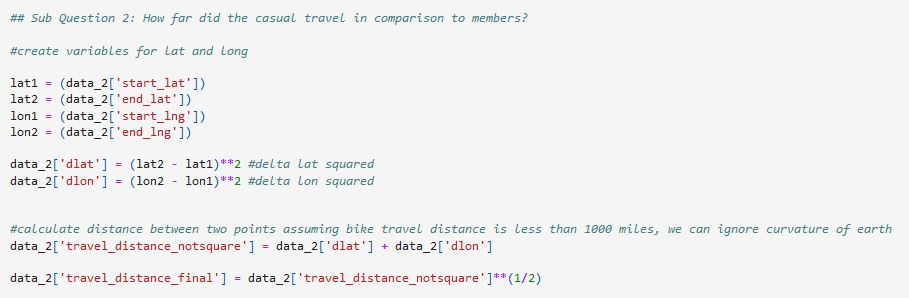 ## Sub Question 2: How far did the casual travel in comparison to members?
#create variables for lat and long
lat1 = (data_2['start_lat'])
lat2 = (data_2['end_lat'])
lon1 = (data_2['start_lng'])
lon2 = (data_2['end_lng'])
data_2['dlat'] = (lat2 - lat1)**2 #delta lat squared
data_2['dlon'] = (lon2 - lon1)**2 #delta lon squared
#calculate distance between two points assuming bike travel distance is less than 1000 miles, we can ignore curvature of earth
data_2['travel_distance_notsquare'] = data_2['dlat'] + data_2['dlon']
data_2['travel_distance_final'] = data_2['travel_distance_notsquare']**(1/2)